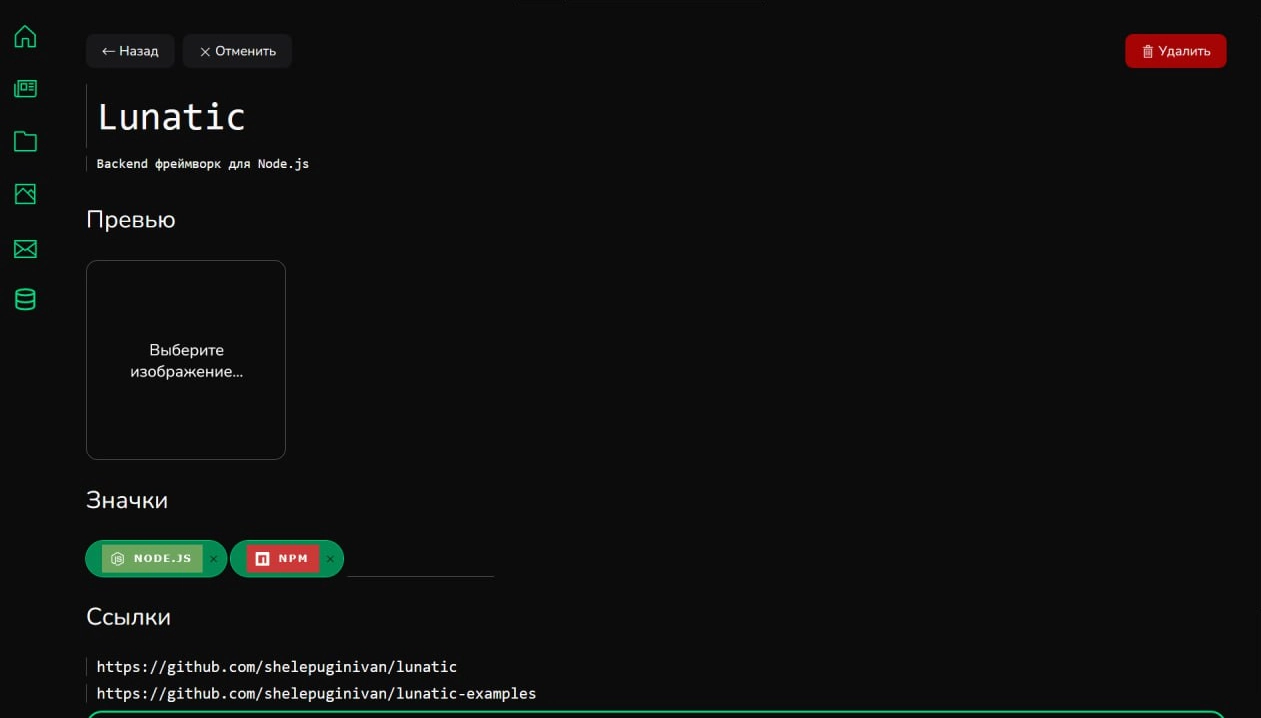 ← Назад × Отменить Удалить
Lunatic
Backend фреймворк для Node.js
Превью
Выберите
изображение...
Значки
NODE.JS × NPM ×
Ссылки
https://github.com/shelepuginivan/lunatic
https://github.com/shelepuginivan/lunatic-examples